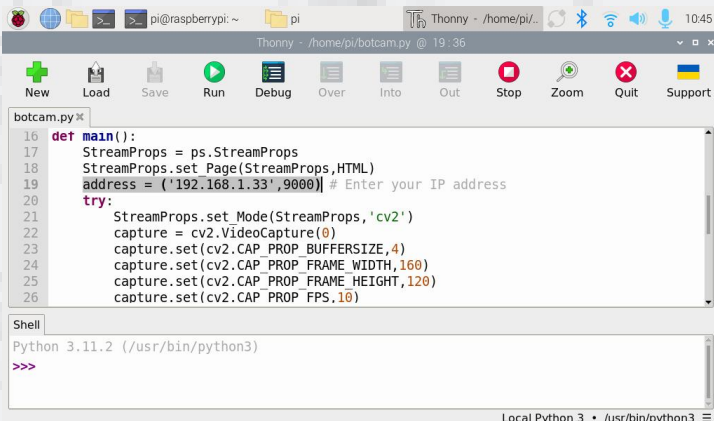 pi@raspberrypi: ~ pi Thonny - /home/pi/.. 10:45
Thonny - /home/pi/botcam.py @ 19:36
New Load Save Run Debug Over Into Out Stop Zoom Quit Support
botcam.py
16 def main():
17 StreamProps = ps.StreamProps
18 StreamProps.set_Page(StreamProps,HTML)
19 address = ('192.168.1.33',9000) # Enter your IP address
20 try:
21 StreamProps.set_Mode(StreamProps,'cv2')
22 capture = cv2.VideoCapture(0)
23 capture.set(cv2.CAP_PROP_BUFFERSIZE,4)
24 capture.set(cv2.CAP_PROP_FRAME_WIDTH,160)
25 capture.set(cv2.CAP_PROP_FRAME_HEIGHT,120)
26 capture.set(cv2.CAP_PROP_FPS,10)
Shell
Python 3.11.2 (/usr/bin/python3)
>>>
Local Python 3 • /usr/bin/python3 ☰